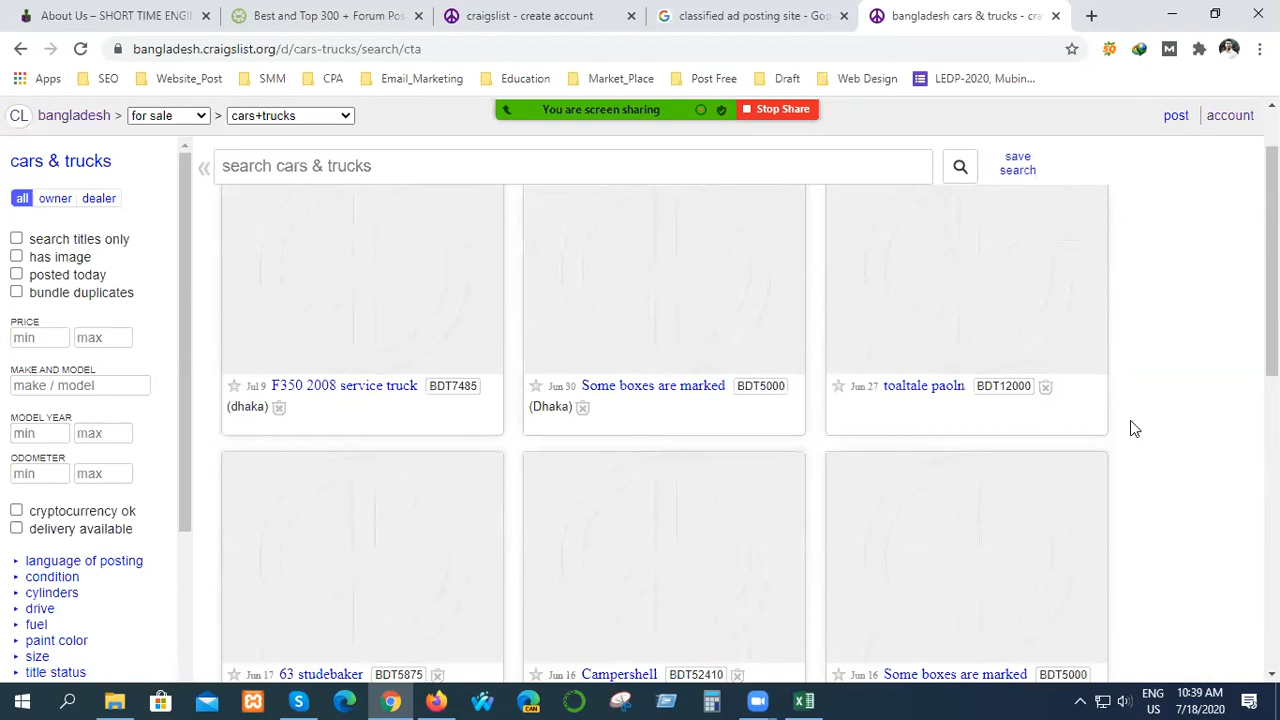 About Us – SHORT TIME ENGI
Best and Top 300 + Forum Po
craigslist - create account
classified ad posting site - Goo
bangladesh cars & trucks - cra
bangladesh.craigslist.org/d/cars-trucks/search/cta
Apps SEO Website_Post SMM CPA Email_Marketing Education Market_Place Post Free Draft Web Design LEDP-2020, Mubin...
CL bangladesh > for sale > cars+trucks
You are screen sharing Stop Share
post account
cars & trucks
search cars & trucks
save search
all owner dealer
search titles only
has image
posted today
bundle duplicates
PRICE
min max
MAKE AND MODEL
make / model
MODEL YEAR
min max
ODOMETER
min max
cryptocurrency ok
delivery available
language of posting
condition
cylinders
drive
fuel
paint color
size
title status
Jul 9 F350 2008 service truck BDT7485
(dhaka)
Jun 30 Some boxes are marked BDT5000
(Dhaka)
Jun 27 toaltale paoln BDT12000
Jun 17 63 studebaker BDT5875
Jun 16 Campershell BDT52410
Jun 16 Some boxes are marked BDT5000
ENG
US
10:39 AM
7/18/2020